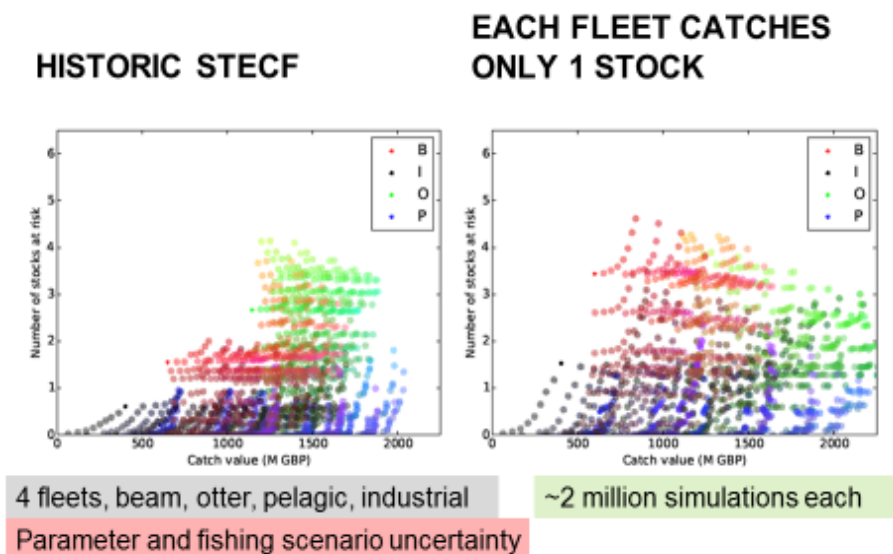 HISTORIC STECF
EACH FLEET CATCHES
ONLY 1 STOCK
6
5
4
3
2
1
0
Number of stocks at risk
0 500 1000 1500 2000
Catch value (M GBP)
B
I
O
P
6
5
4
3
2
1
0
Number of stocks at risk
0 500 1000 1500 2000
Catch value (M GBP)
B
I
O
P
4 fleets, beam, otter, pelagic, industrial
~2 million simulations each
Parameter and fishing scenario uncertainty